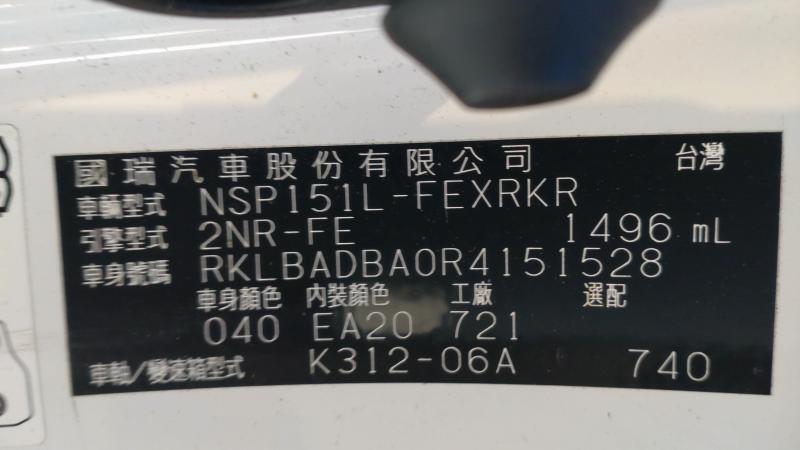 國瑞汽車股份有限公司 台灣
車輛型式 NSP151L-FEXRKR
引擎型式 2NR-FE 1496 mL
車身號碼 RKLBADBA0R4151528
車身顏色 內裝顏色 工廠 選配
040 EA20 721
車軸/變速箱型式 K312-06A 740